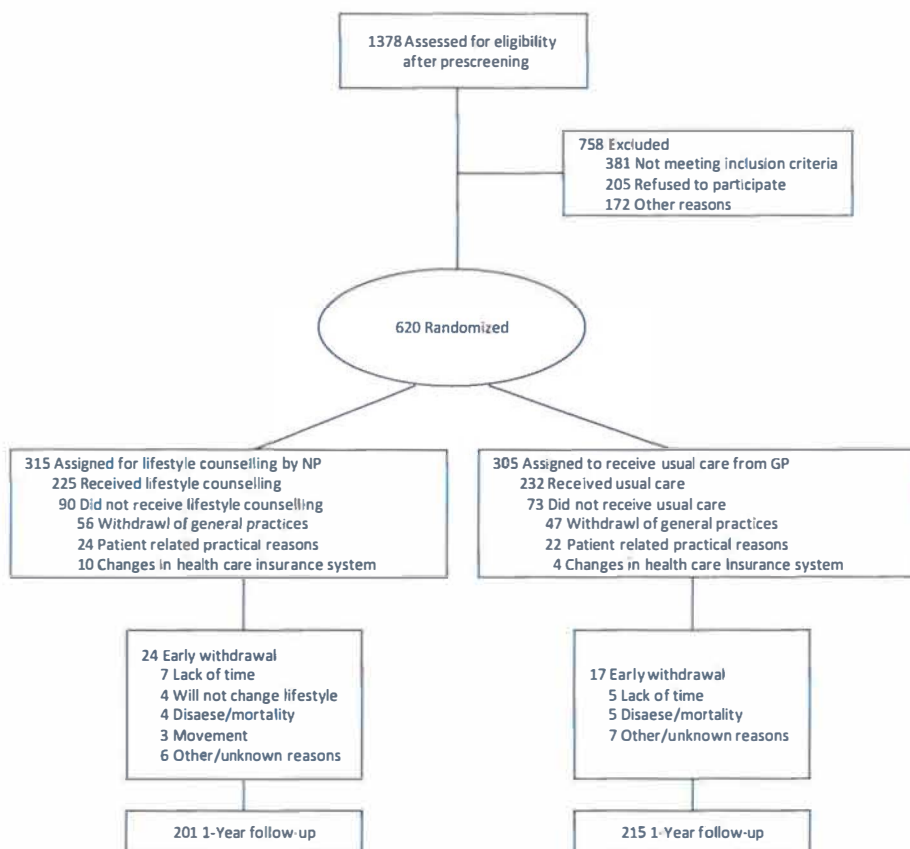 1378 Assessed for eligibility
after prescreening
758 Excluded
381 Not meeting inclusion criteria
205 Refused to participate
172 Other reasons
620 Randomized
315 Assigned for lifestyle counselling by NP
225 Received lifestyle counselling
90 Did not receive lifestyle counselling
56 Withdrawl of general practices
24 Patient related practical reasons
10 Changes in health care insurance system
305 Assigned to receive usual care from GP
232 Received usual care
73 Did not receive usual care
47 Withdrawl of general practices
22 Patient related practical reasons
4 Changes in health care Insurance system
24 Early withdrawal
7 Lack of time
4 Will not change lifestyle
4 Disaese/mortality
3 Movement
6 Other/unknown reasons
17 Early withdrawal
5 Lack of time
5 Disaese/mortality
7 Other/unknown reasons
201 1-Year follow-up
215 1-Year follow-up